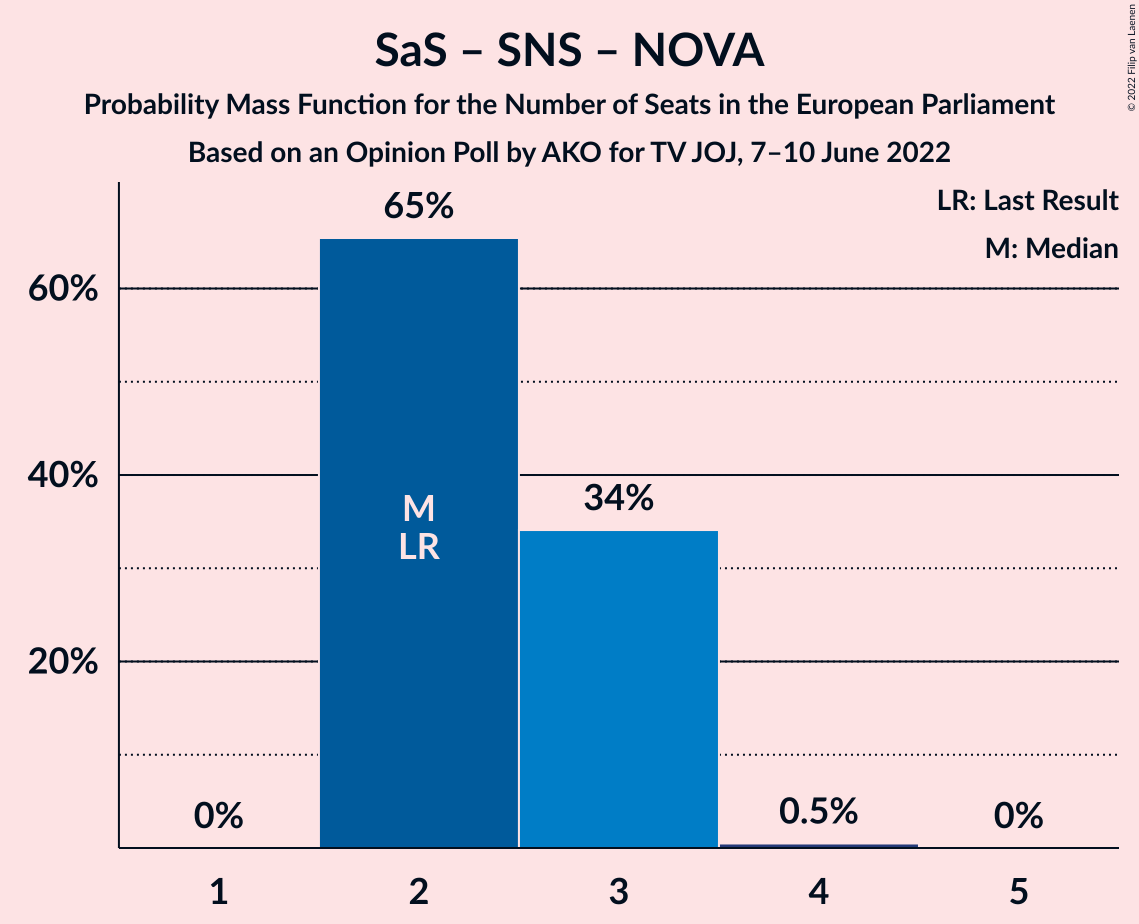 SaS – SNS – NOVA
Probability Mass Function for the Number of Seats in the European Parliament
Based on an Opinion Poll by AKO for TV JOJ, 7–10 June 2022
© 2022 Filip van Laenen
LR: Last Result
M: Median
65%
60%
40%
34%
M
LR
20%
0%
0.5%
0%
1
2
3
4
5